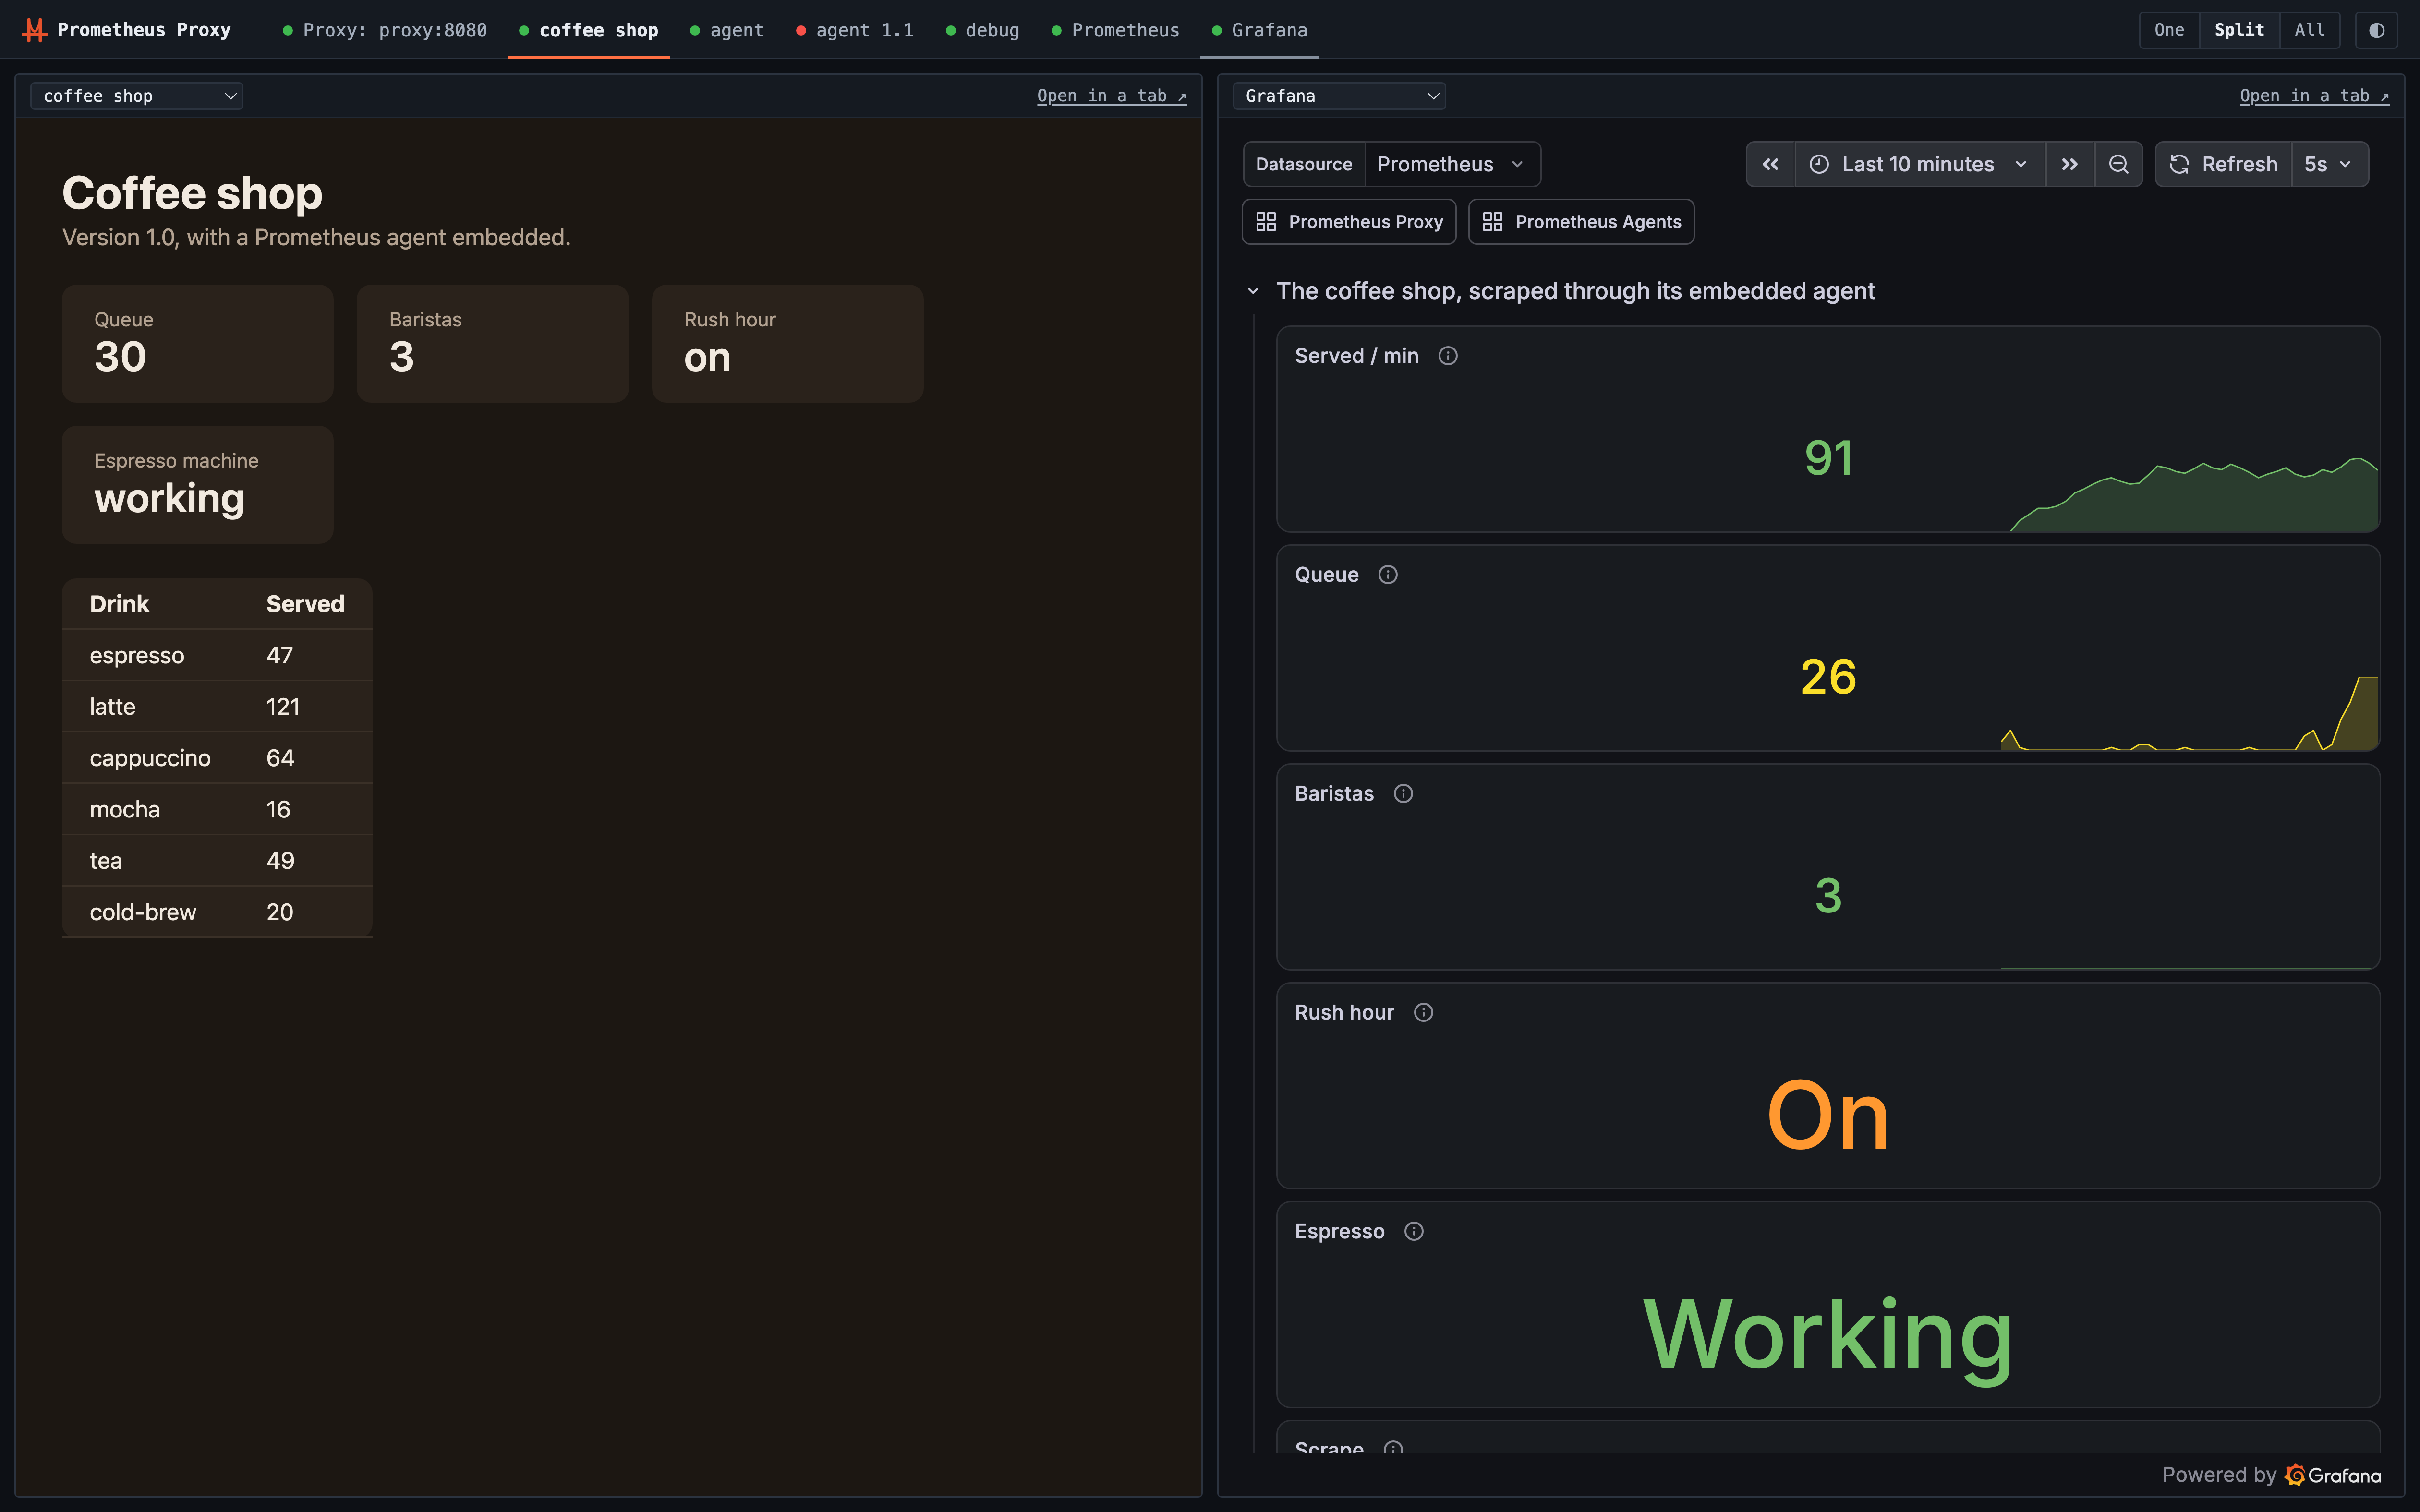 Prometheus Proxy
Proxy: proxy:8080
coffee shop
agent
agent 1.1
debug
Prometheus
Grafana
One
Split
All
coffee shop
Open in a tab ↗
Grafana
Open in a tab ↗
Coffee shop
Version 1.0, with a Prometheus agent embedded.
Queue
30
Baristas
3
Rush hour
on
Espresso machine
working
Drink Served
espresso 47
latte 121
cappuccino 64
mocha 16
tea 49
cold-brew 20
Datasource
Prometheus
Last 10 minutes
Refresh
5s
Prometheus Proxy
Prometheus Agents
The coffee shop, scraped through its embedded agent
Served / min
91
Queue
26
Baristas
3
Rush hour
On
Espresso
Working
Scrape
Powered by Grafana